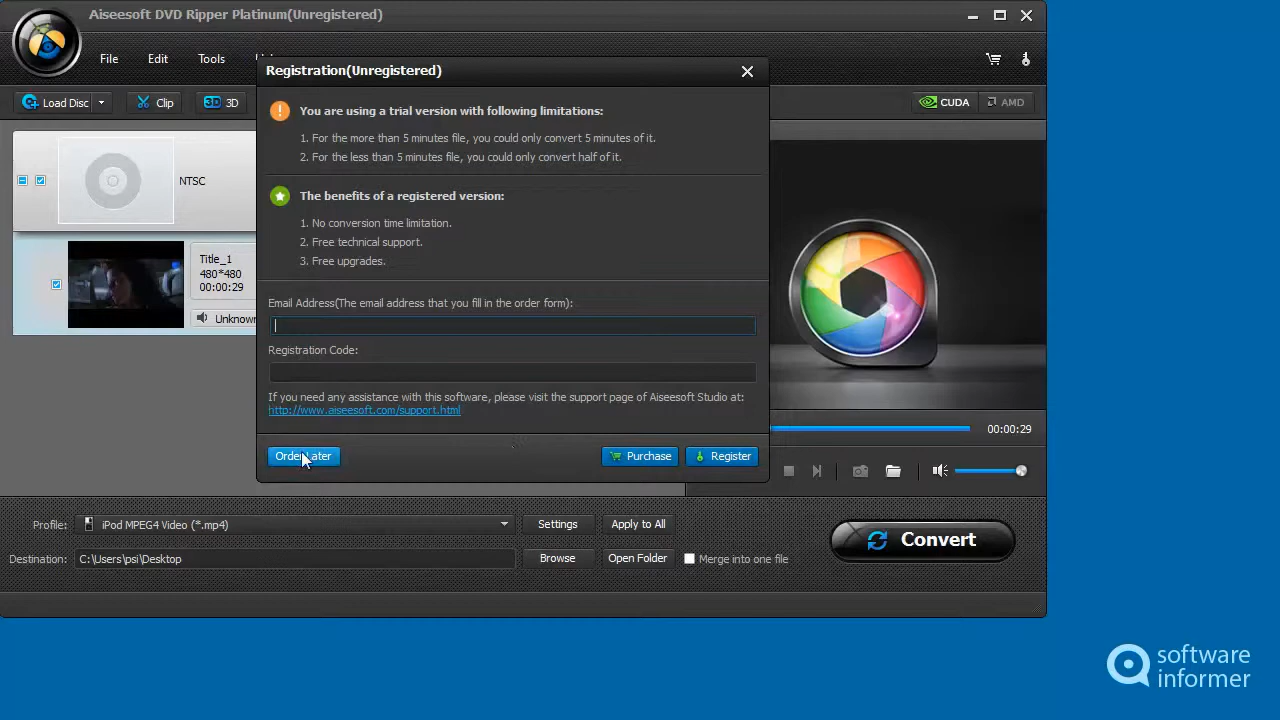 Aiseesoft DVD Ripper Platinum(Unregistered)
File Edit Tools
Load Disc Clip 3D 3D CUDA AMD
Registration(Unregistered)
You are using a trial version with following limitations:
1. For the more than 5 minutes file, you could only convert 5 minutes of it.
2. For the less than 5 minutes file, you could only convert half of it.
NTSC
The benefits of a registered version:
1. No conversion time limitation.
2. Free technical support.
3. Free upgrades.
Title_1
480*480
00:00:29
Unknown
Email Address(The email address that you fill in the order form):
Registration Code:
If you need any assistance with this software, please visit the support page of Aiseesoft Studio at:
http://www.aiseesoft.com/support.html
00:00:29
Order Later Purchase Register
Profile: iPod MPEG4 Video (*.mp4) Settings Apply to All
Convert
Destination: C:\Users\psi\Desktop Browse Open Folder Merge into one file
software
informer